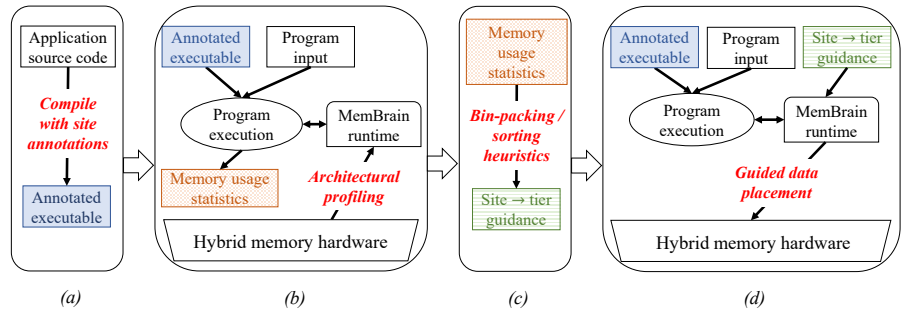 Application
source code
Compile
with site
annotations
Annotated
executable
(a)
Annotated
executable
Program
input
Program
execution
MemBrain
runtime
Memory usage
statistics
Architectural
profiling
Hybrid memory hardware
(b)
Memory
usage
statistics
Bin-packing /
sorting
heuristics
Site → tier
guidance
(c)
Annotated
executable
Program
input
Site → tier
guidance
Program
execution
MemBrain
runtime
Guided data
placement
Hybrid memory hardware
(d)